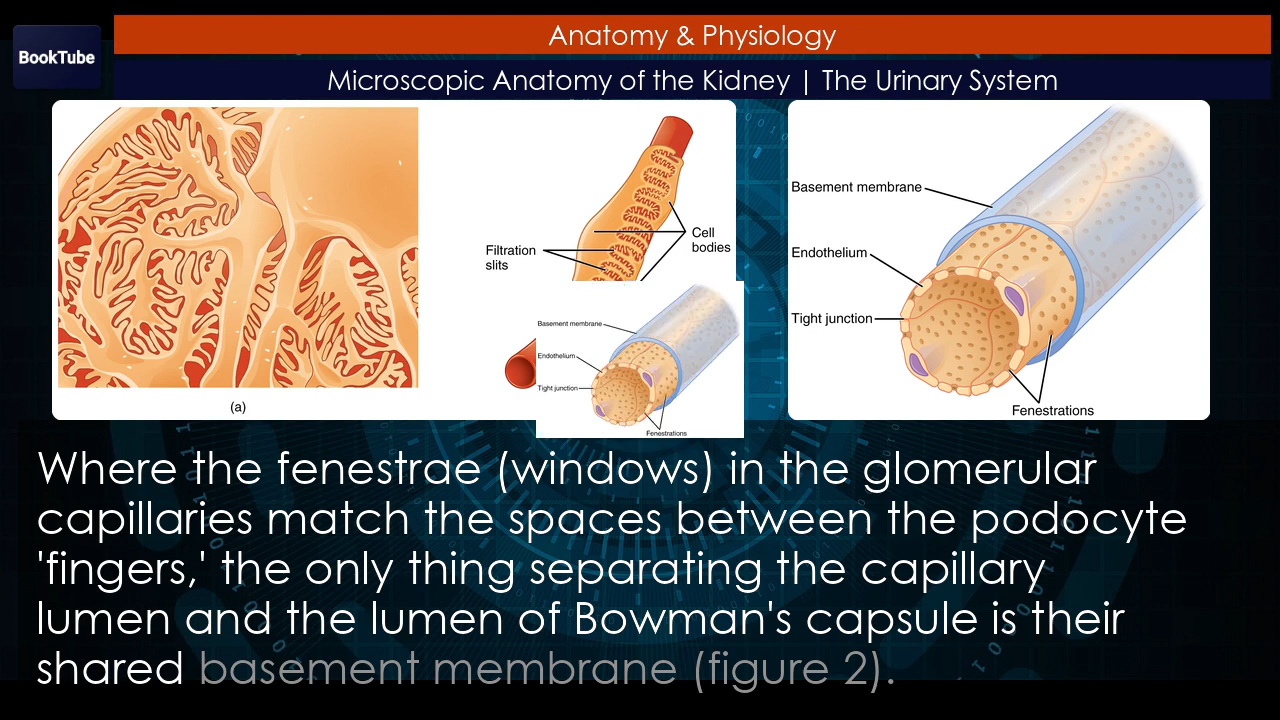 BookTube
Anatomy & Physiology
Microscopic Anatomy of the Kidney | The Urinary System
Filtration
slits
Cell
bodies
(a)
Basement membrane
Endothelium
Tight junction
Fenestrations
Basement membrane
Endothelium
Tight junction
Fenestrations
Where the fenestrae (windows) in the glomerular
capillaries match the spaces between the podocyte
'fingers,' the only thing separating the capillary
lumen and the lumen of Bowman's capsule is their
shared basement membrane (figure 2).